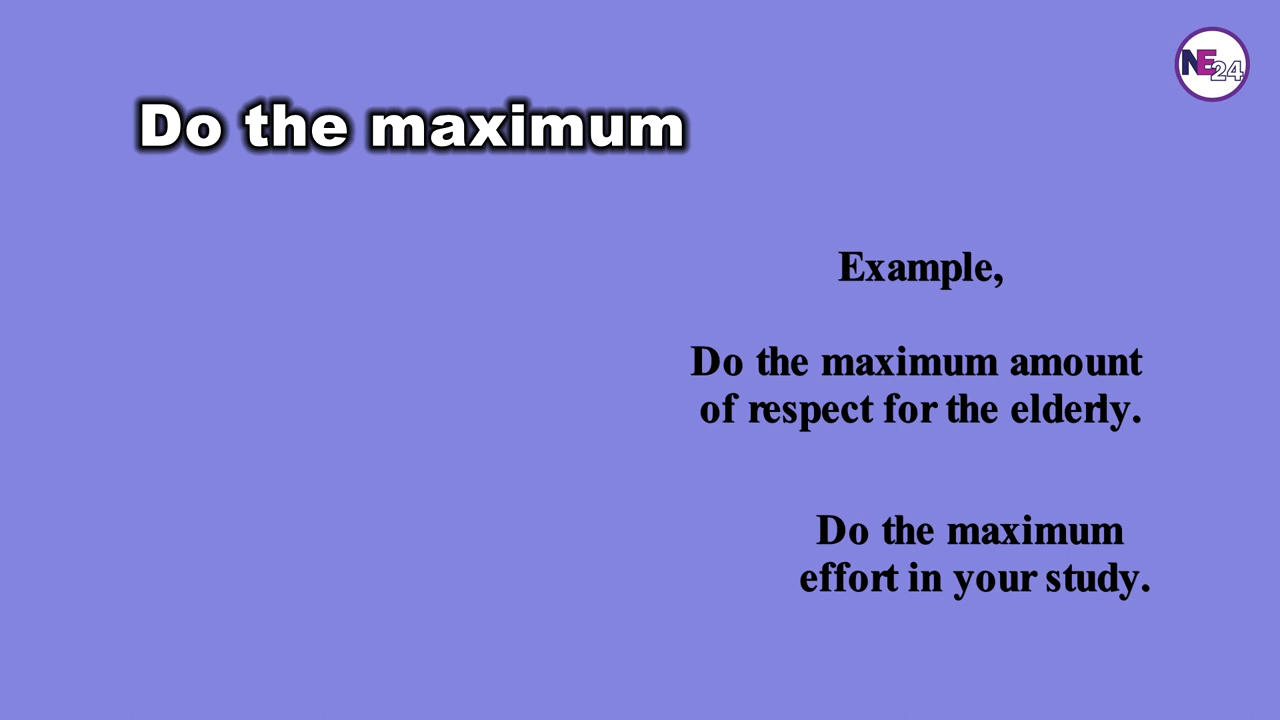 NE24
Do the maximum
Example,
Do the maximum amount
of respect for the elderly.
Do the maximum
effort in your study.